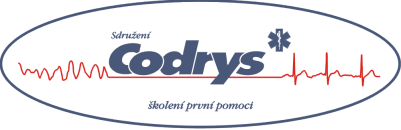 Sdružení
Codrys
školení první pomoci